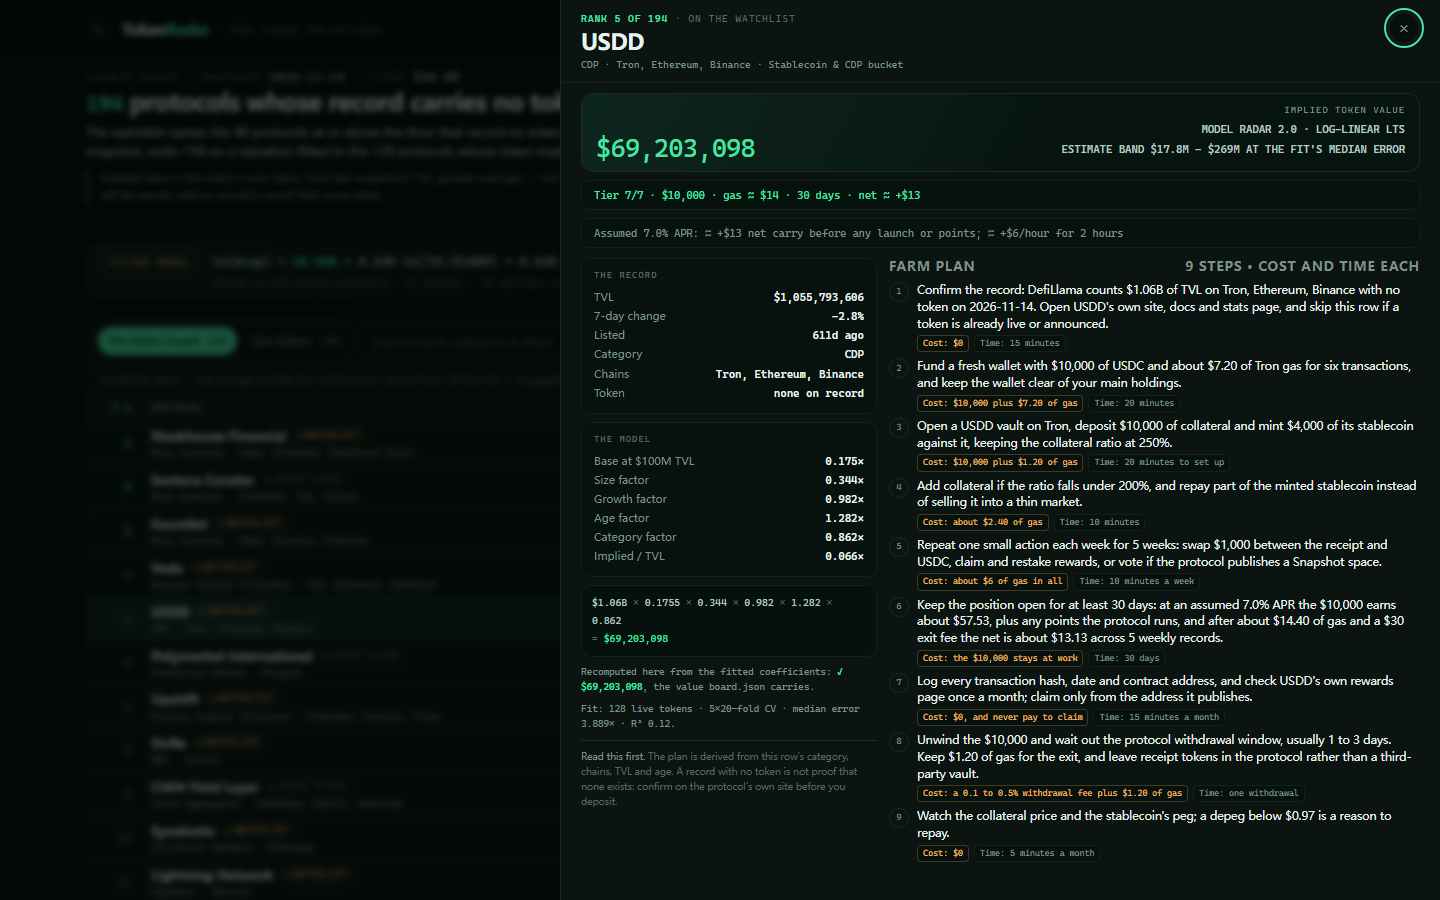 TokenRadar
194 protocols whose record carries no tok
RANK 5 OF 194 · ON THE WATCHLIST
USDD
CDP · Tron, Ethereum, Binance · Stablecoin & CDP bucket
×
IMPLIED TOKEN VALUE
$69,203,098
MODEL RADAR 2.0 · LOG-LINEAR LTS
ESTIMATE BAND $17.8M – $269M AT THE FIT'S MEDIAN ERROR
Tier 7/7 · $10,000 · gas ≈ $14 · 30 days · net ≈ +$13
Assumed 7.0% APR: ≈ +$13 net carry before any launch or points; ≈ +$6/hour for 2 hours
THE RECORD
TVL $1,055,793,606
7-day change −2.8%
Listed 611d ago
Category CDP
Chains Tron, Ethereum, Binance
Token none on record
THE MODEL
Base at $100M TVL 0.175×
Size factor 0.344×
Growth factor 0.982×
Age factor 1.282×
Category factor 0.862×
Implied / TVL 0.066×
$1.06B × 0.1755 × 0.344 × 0.982 × 1.282 ×
0.862
= $69,203,098
Recomputed here from the fitted coefficients: ✓
$69,203,098, the value board.json carries.
Fit: 128 live tokens · 5×20-fold CV · median error
3.889× · R² 0.12.
Read this first. The plan is derived from this row's category,
chains, TVL and age. A record with no token is not proof that
none exists: confirm on the protocol's own site before you
deposit.
FARM PLAN 9 STEPS • COST AND TIME EACH
1 Confirm the record: DefiLlama counts $1.06B of TVL on Tron, Ethereum, Binance with no
token on 2026-11-14. Open USDD's own site, docs and stats page, and skip this row if a
token is already live or announced.
Cost: $0 Time: 15 minutes
2 Fund a fresh wallet with $10,000 of USDC and about $7.20 of Tron gas for six transactions,
and keep the wallet clear of your main holdings.
Cost: $10,000 plus $7.20 of gas Time: 20 minutes
3 Open a USDD vault on Tron, deposit $10,000 of collateral and mint $4,000 of its stablecoin
against it, keeping the collateral ratio at 250%.
Cost: $10,000 plus $1.20 of gas Time: 20 minutes to set up
4 Add collateral if the ratio falls under 200%, and repay part of the minted stablecoin instead
of selling it into a thin market.
Cost: about $2.40 of gas Time: 10 minutes
5 Repeat one small action each week for 5 weeks: swap $1,000 between the receipt and
USDC, claim and restake rewards, or vote if the protocol publishes a Snapshot space.
Cost: about $6 of gas in all Time: 10 minutes a week
6 Keep the position open for at least 30 days: at an assumed 7.0% APR the $10,000 earns
about $57.53, plus any points the protocol runs, and after about $14.40 of gas and a $30
exit fee the net is about $13.13 across 5 weekly records.
Cost: the $10,000 stays at work Time: 30 days
7 Log every transaction hash, date and contract address, and check USDD's own rewards
page once a month; claim only from the address it publishes.
Cost: $0, and never pay to claim Time: 15 minutes a month
8 Unwind the $10,000 and wait out the protocol withdrawal window, usually 1 to 3 days.
Keep $1.20 of gas for the exit, and leave receipt tokens in the protocol rather than a third-
party vault.
Cost: a 0.1 to 0.5% withdrawal fee plus $1.20 of gas Time: one withdrawal
9 Watch the collateral price and the stablecoin's peg; a depeg below $0.97 is a reason to
repay.
Cost: $0 Time: 5 minutes a month